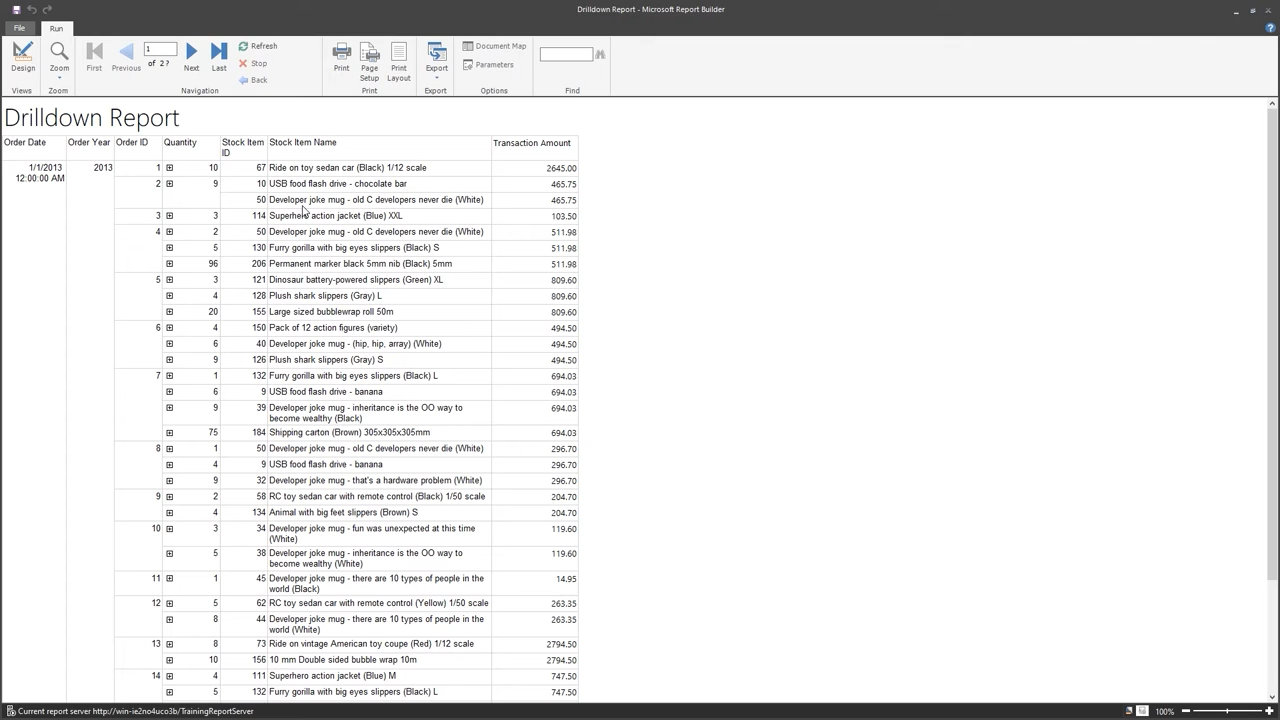 Drilldown Report - Microsoft Report Builder
File Run
Design
Zoom
First
Previous
1
of 2 ?
Next
Last
Refresh
Stop
Back
Print
Page Setup
Print Layout
Export
Document Map
Parameters
Views Zoom Navigation Print Export Options Find
Drilldown Report
Order Date Order Year Order ID Quantity Stock Item ID Stock Item Name Transaction Amount
1/1/2013 12:00:00 AM 2013 1 10 67 Ride on toy sedan car (Black) 1/12 scale 2645.00
2 9 10 USB food flash drive - chocolate bar 465.75
50 Developer joke mug - old C developers never die (White) 465.75
3 3 114 Superhero action jacket (Blue) XXL 103.50
4 2 50 Developer joke mug - old C developers never die (White) 511.98
5 130 Furry gorilla with big eyes slippers (Black) S 511.98
96 206 Permanent marker black 5mm nib (Black) 5mm 511.98
5 3 121 Dinosaur battery-powered slippers (Green) XL 809.60
4 128 Plush shark slippers (Gray) L 809.60
20 155 Large sized bubblewrap roll 50m 809.60
6 4 150 Pack of 12 action figures (variety) 494.50
6 40 Developer joke mug - (hip, hip, array) (White) 494.50
9 126 Plush shark slippers (Gray) S 494.50
7 1 132 Furry gorilla with big eyes slippers (Black) L 694.03
6 9 USB food flash drive - banana 694.03
9 39 Developer joke mug - inheritance is the OO way to become wealthy (Black) 694.03
75 184 Shipping carton (Brown) 305x305x305mm 694.03
8 1 50 Developer joke mug - old C developers never die (White) 296.70
4 9 USB food flash drive - banana 296.70
9 32 Developer joke mug - that's a hardware problem (White) 296.70
9 2 58 RC toy sedan car with remote control (Black) 1/50 scale 204.70
4 134 Animal with big feet slippers (Brown) S 204.70
10 3 34 Developer joke mug - fun was unexpected at this time (White) 119.60
5 38 Developer joke mug - inheritance is the OO way to become wealthy (White) 119.60
11 1 45 Developer joke mug - there are 10 types of people in the world (Black) 14.95
12 5 62 RC toy sedan car with remote control (Yellow) 1/50 scale 263.35
8 44 Developer joke mug - there are 10 types of people in the world (White) 263.35
13 8 73 Ride on vintage American toy coupe (Red) 1/12 scale 2794.50
10 156 10 mm Double sided bubble wrap 10m 2794.50
14 4 111 Superhero action jacket (Blue) M 747.50
5 132 Furry gorilla with big eyes slippers (Black) L 747.50
Current report server http://win-ie2no4uco3b/TrainingReportServer 100%